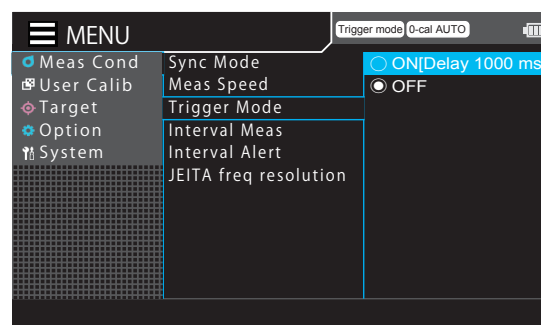 MENU
Trigger mode
0-cal AUTO
Meas Cond
User Calib
Target
Option
System
Sync Mode
Meas Speed
Trigger Mode
Interval Meas
Interval Alert
JEITA freq resolution
ON[Delay 1000 ms
OFF